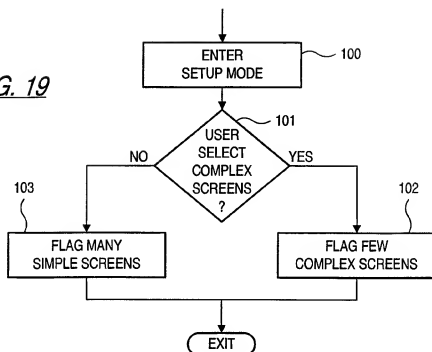 ENTER
SETUP MODE
100
G. 19
101
USER
SELECT
COMPLEX
SCREENS
?
NO
YES
103
102
FLAG MANY
SIMPLE SCREENS
FLAG FEW
COMPLEX SCREENS
EXIT